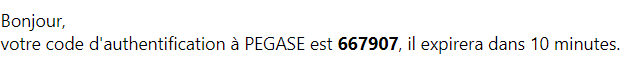 Bonjour,
votre code d'authentification à PEGASE est 667907, il expirera dans 10 minutes.